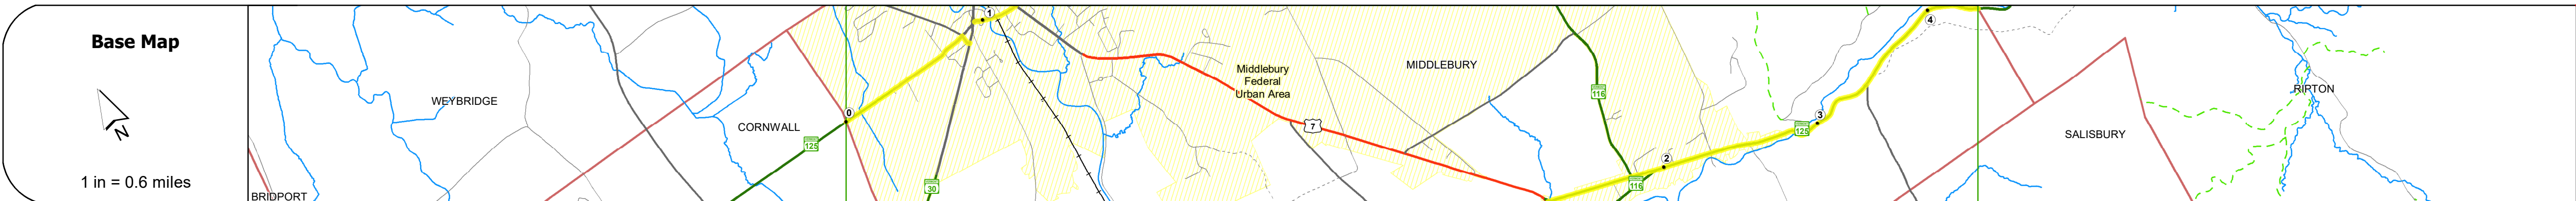 Base Map
N
1 in = 0.6 miles
BRIDPORT
WEYBRIDGE
CORNWALL
125
0
30
1
Middlebury
Federal
Urban Area
7
MIDDLEBURY
116
116
2
125
3
4
SALISBURY
RIPTON